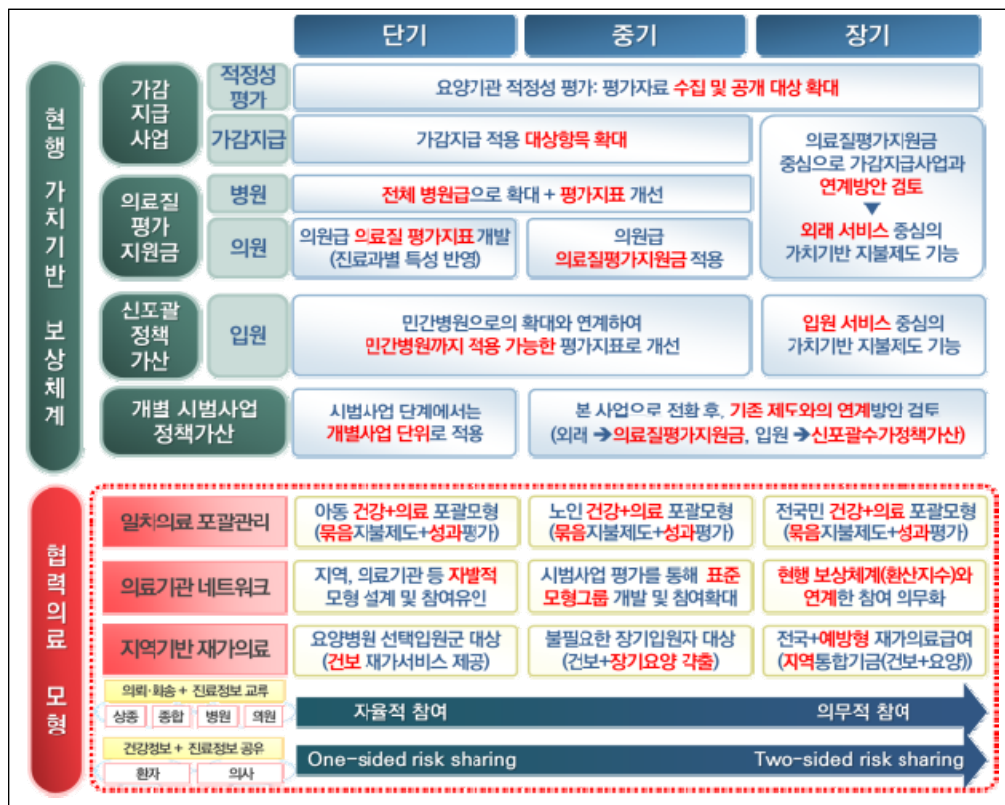 단기
중기
장기
현행 가치기반 보상체계
가감
지급
사업
적정성
평가
요양기관 적정성 평가: 평가자료 수집 및 공개 대상 확대
가감지급
가감지급 적용 대상항목 확대
의료질평가지원금
중심으로 가감지급사업과
연계방안 검토
외래 서비스 중심의
가치기반 지불제도 기능
의료질
평가
지원금
병원
전체 병원급으로 확대 + 평가지표 개선
의원
의원급 의료질 평가지표 개발
(진료과별 특성 반영)
의원급
의료질평가지원금 적용
신포괄
정책
가산
입원
민간병원으로의 확대와 연계하여
민간병원까지 적용 가능한 평가지표로 개선
입원 서비스 중심의
가치기반 지불제도 기능
개별 시범사업
정책가산
시범사업 단계에서는
개별사업 단위로 적용
본 사업으로 전환 후, 기존 제도와의 연계방안 검토
(외래 ➔의료질평가지원금, 입원 ➔신포괄수가정책가산)
협력의료 모형
일차의료 포괄관리
아동 건강+의료 포괄모형
(묶음지불제도+성과평가)
노인 건강+의료 포괄모형
(묶음지불제도+성과평가)
전국민 건강+의료 포괄모형
(묶음지불제도+성과평가)
의료기관 네트워크
지역, 의료기관 등 자발적
모형 설계 및 참여유인
시범사업 평가를 통해 표준
모형그룹 개발 및 참여확대
현행 보상체계(환산지수)와
연계한 참여 의무화
지역기반 재가의료
요양병원 선택입원군 대상
(건보 재가서비스 제공)
불필요한 장기입원자 대상
(건보+장기요양 갹출)
전국+예방형 재가의료급여
(지역통합기금(건보+요양))
의뢰·회송 + 진료정보 교류
상종 종합 병원 의원
자율적 참여
의무적 참여
건강정보 + 진료정보 공유
환자 의사
One-sided risk sharing
Two-sided risk sharing